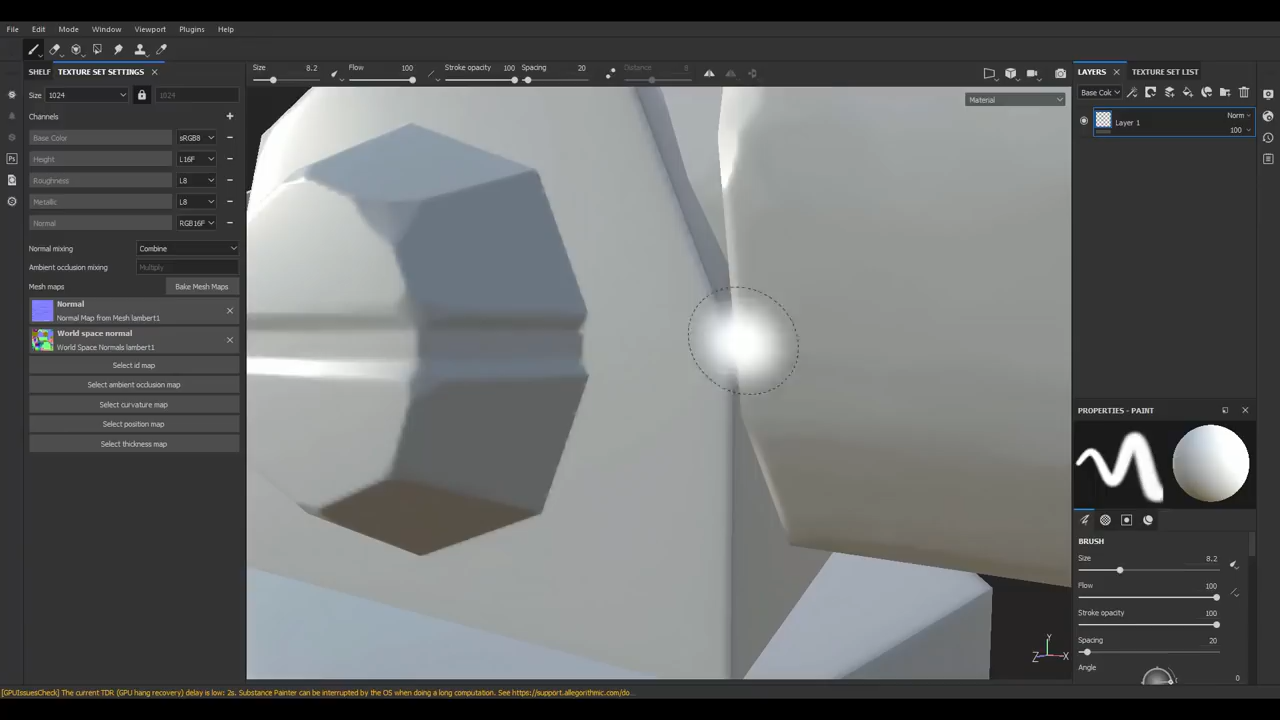 File Edit Mode Window Viewport Plugins Help
SHELF TEXTURE SET SETTINGS
Size 1024 1024
Channels
Base Color sRGB8
Height L16F
Roughness L8
Metallic L8
Normal RGB16F
Normal mixing Combine
Ambient occlusion mixing Multiply
Mesh maps Bake Mesh Maps
Normal
Normal Map from Mesh lambert1
World space normal
World Space Normals lambert1
Select id map
Select ambient occlusion map
Select curvature map
Select position map
Select thickness map
Size 8.2 Flow 100 Stroke opacity 100 Spacing 20 Distance 8
Material
Y
Z X
LAYERS TEXTURE SET LIST
Base Col
Layer 1 Norm
100
PROPERTIES - PAINT
BRUSH
Size 8.2
Flow 100
Stroke opacity 100
Spacing 20
Angle 0
Ps
[GPUIssuesCheck] The current TDR (GPU hang recovery) delay is low: 2s. Substance Painter can be interrupted by the OS when doing a long computation. See https://support.allegorithmic.com/do...